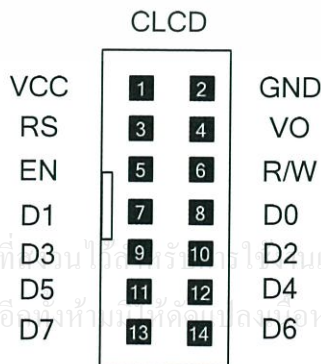 CLCD
VCC 1 2 GND
RS 3 4 VO
EN 5 6 R/W
D1 7 8 D0
D3 9 10 D2
D5 11 12 D4
D7 13 14 D6